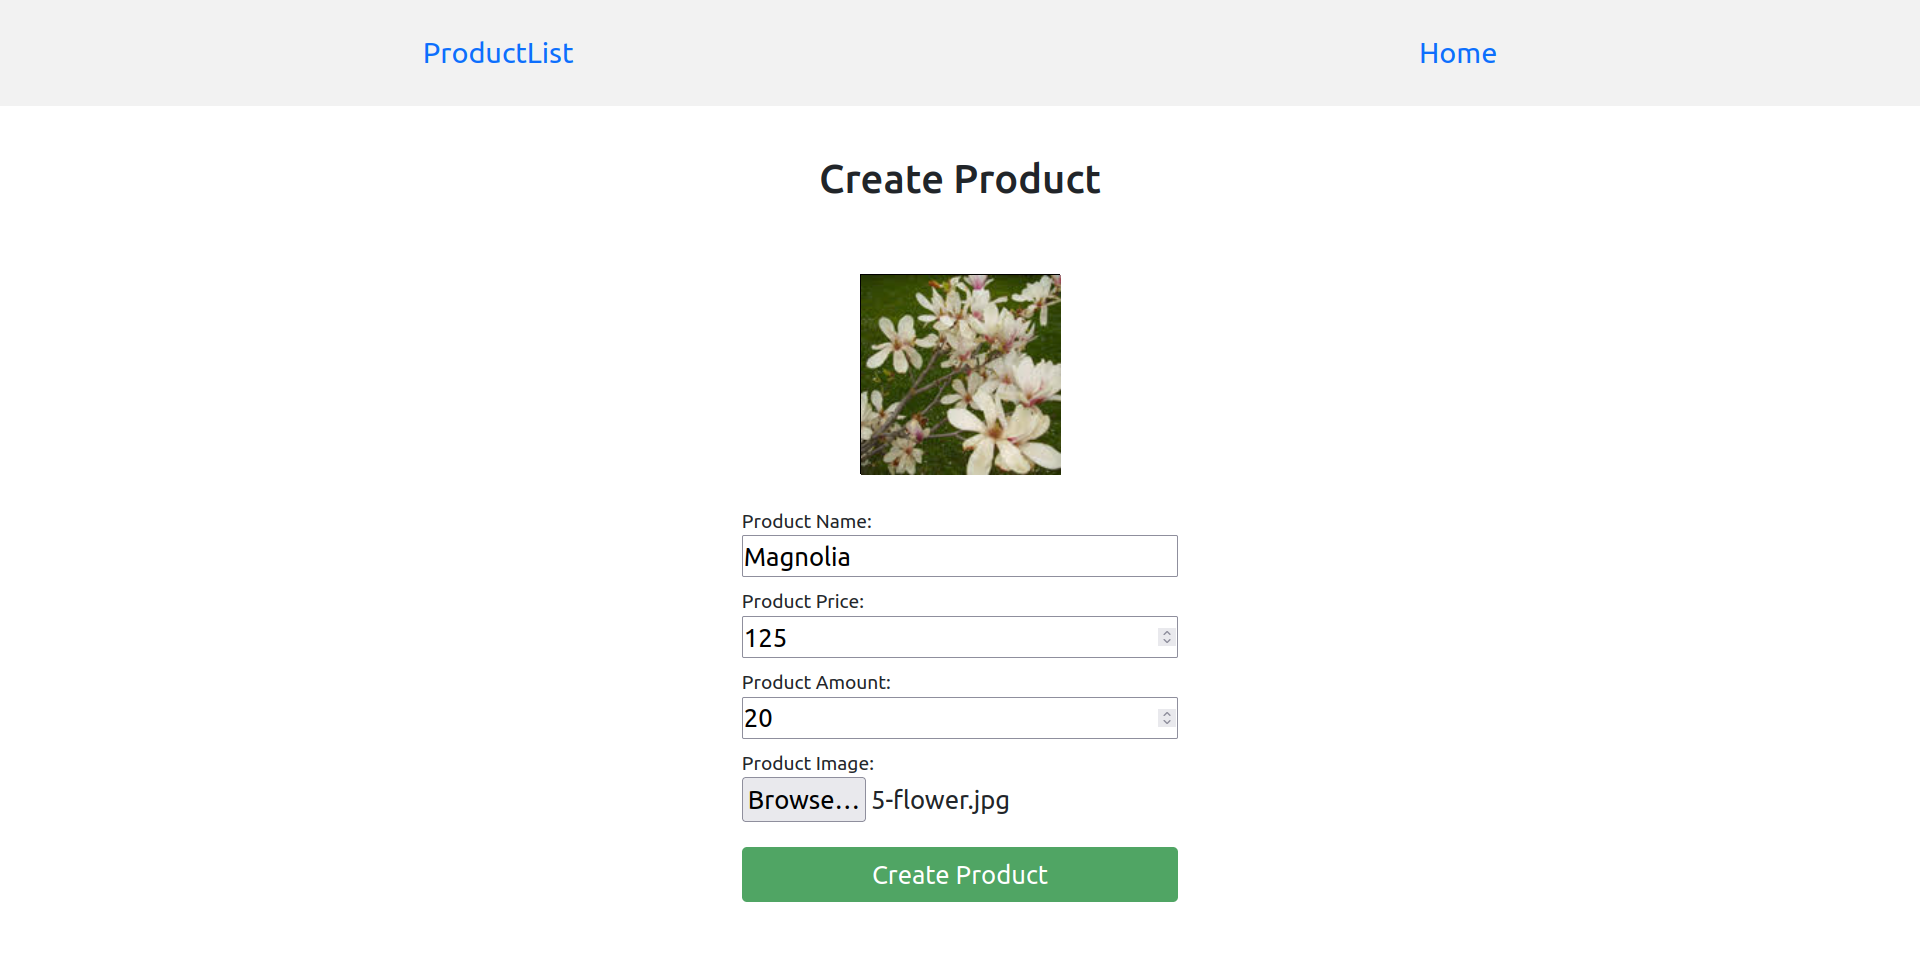 ProductList Home
Create Product
Product Name:
Magnolia
Product Price:
125
Product Amount:
20
Product Image:
Browse... 5-flower.jpg
Create Product